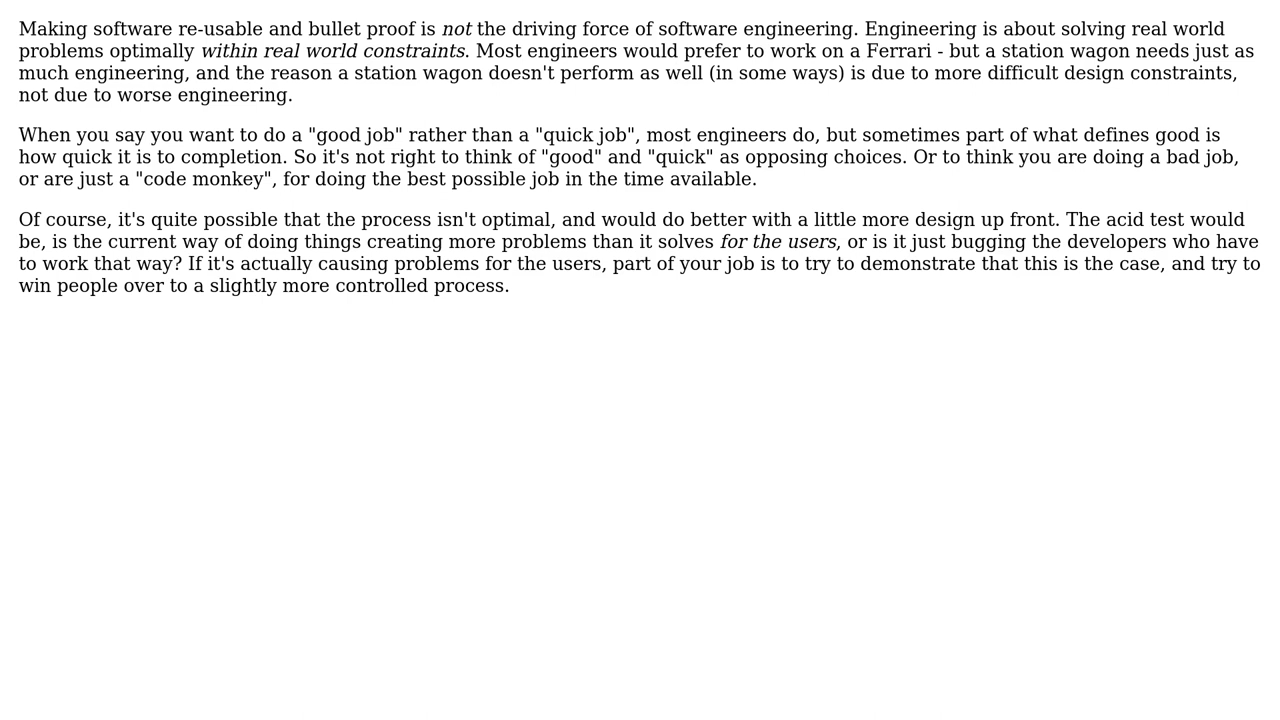 Making software re-usable and bullet proof is not the driving force of software engineering. Engineering is about solving real world
problems optimally within real world constraints. Most engineers would prefer to work on a Ferrari - but a station wagon needs just as
much engineering, and the reason a station wagon doesn't perform as well (in some ways) is due to more difficult design constraints,
not due to worse engineering.
When you say you want to do a "good job" rather than a "quick job", most engineers do, but sometimes part of what defines good is
how quick it is to completion. So it's not right to think of "good" and "quick" as opposing choices. Or to think you are doing a bad job,
or are just a "code monkey", for doing the best possible job in the time available.
Of course, it's quite possible that the process isn't optimal, and would do better with a little more design up front. The acid test would
be, is the current way of doing things creating more problems than it solves for the users, or is it just bugging the developers who have
to work that way? If it's actually causing problems for the users, part of your job is to try to demonstrate that this is the case, and try to
win people over to a slightly more controlled process.